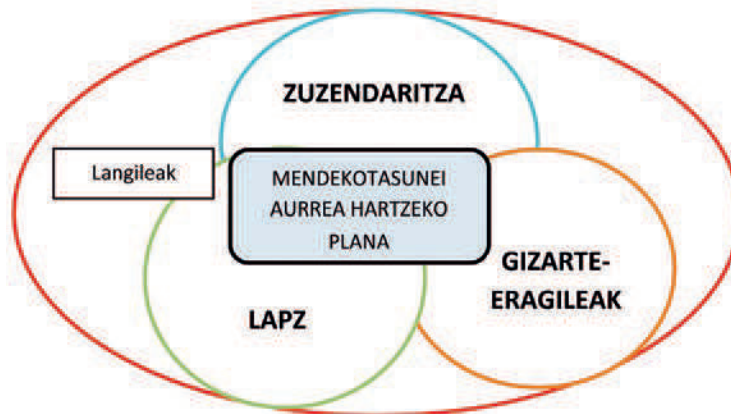 ZUZENDARITZA
Langileak
MENDEKOTASUNEI
AURREA HARTZEKO
PLANA
GIZARTE-
ERAGILEAK
LAPZ